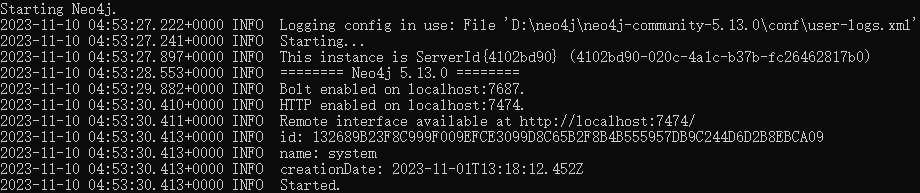 Starting Neo4j.
2023-11-10 04:53:27.222+0000 INFO  Logging config in use: File 'D:\neo4j\neo4j-community-5.13.0\conf\user-logs.xml'
2023-11-10 04:53:27.241+0000 INFO  Starting...
2023-11-10 04:53:27.897+0000 INFO  This instance is ServerId{4102bd90} (4102bd90-020c-4a1c-b37b-fc26462817b0)
2023-11-10 04:53:28.553+0000 INFO  ======== Neo4j 5.13.0 ========
2023-11-10 04:53:29.882+0000 INFO  Bolt enabled on localhost:7687.
2023-11-10 04:53:30.410+0000 INFO  HTTP enabled on localhost:7474.
2023-11-10 04:53:30.411+0000 INFO  Remote interface available at http://localhost:7474/
2023-11-10 04:53:30.413+0000 INFO  id: 132689B23F8C999F009EFCE3099D8C65B2F8B4B555957DB9C244D6D2B8EBCA09
2023-11-10 04:53:30.413+0000 INFO  name: system
2023-11-10 04:53:30.413+0000 INFO  creationDate: 2023-11-01T13:18:12.452Z
2023-11-10 04:53:30.413+0000 INFO  Started.